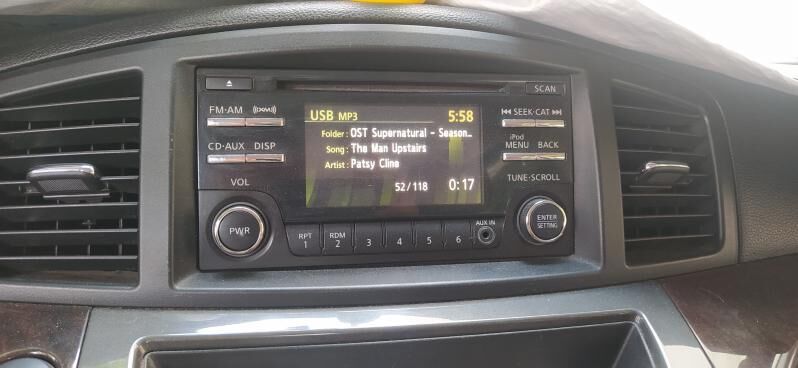 SCAN
FM·AM
((XM))
USB MP3 5:58
SEEK·CAT
Folder : OST Supernatural - Season...
Song : The Man Upstairs
Artist : Patsy Cline
52/118 0:17
CD·AUX DISP
iPod
MENU BACK
VOL
TUNE·SCROLL
PWR
RPT
1
RDM
2
3
4
5
6
AUX IN
ENTER
SETTING